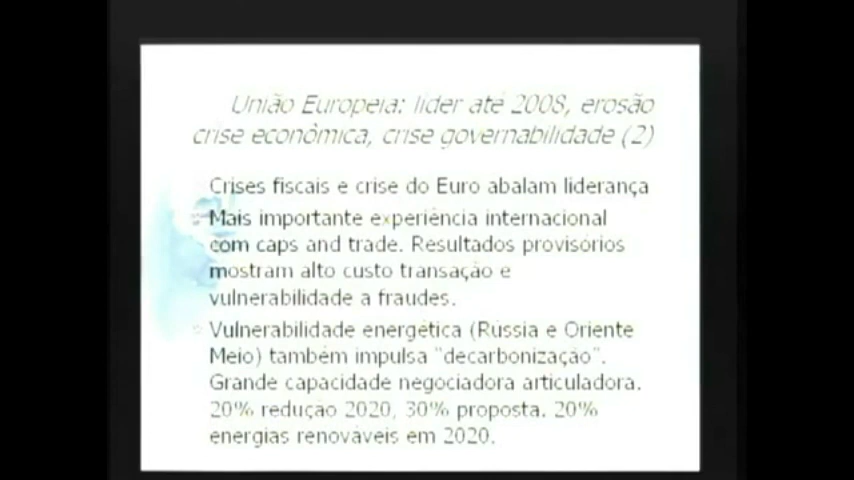 União Europeia: líder até 2008, erosão
crise econômica, crise governabilidade (2)
Crises fiscais e crise do Euro abalam liderança
Mais importante experiência internacional
com caps and trade. Resultados provisórios
mostram alto custo transação e
vulnerabilidade a fraudes.
Vulnerabilidade energética (Rússia e Oriente
Meio) também impulsa "decarbonização".
Grande capacidade negociadora articuladora.
20% redução 2020, 30% proposta. 20%
energias renováveis em 2020.